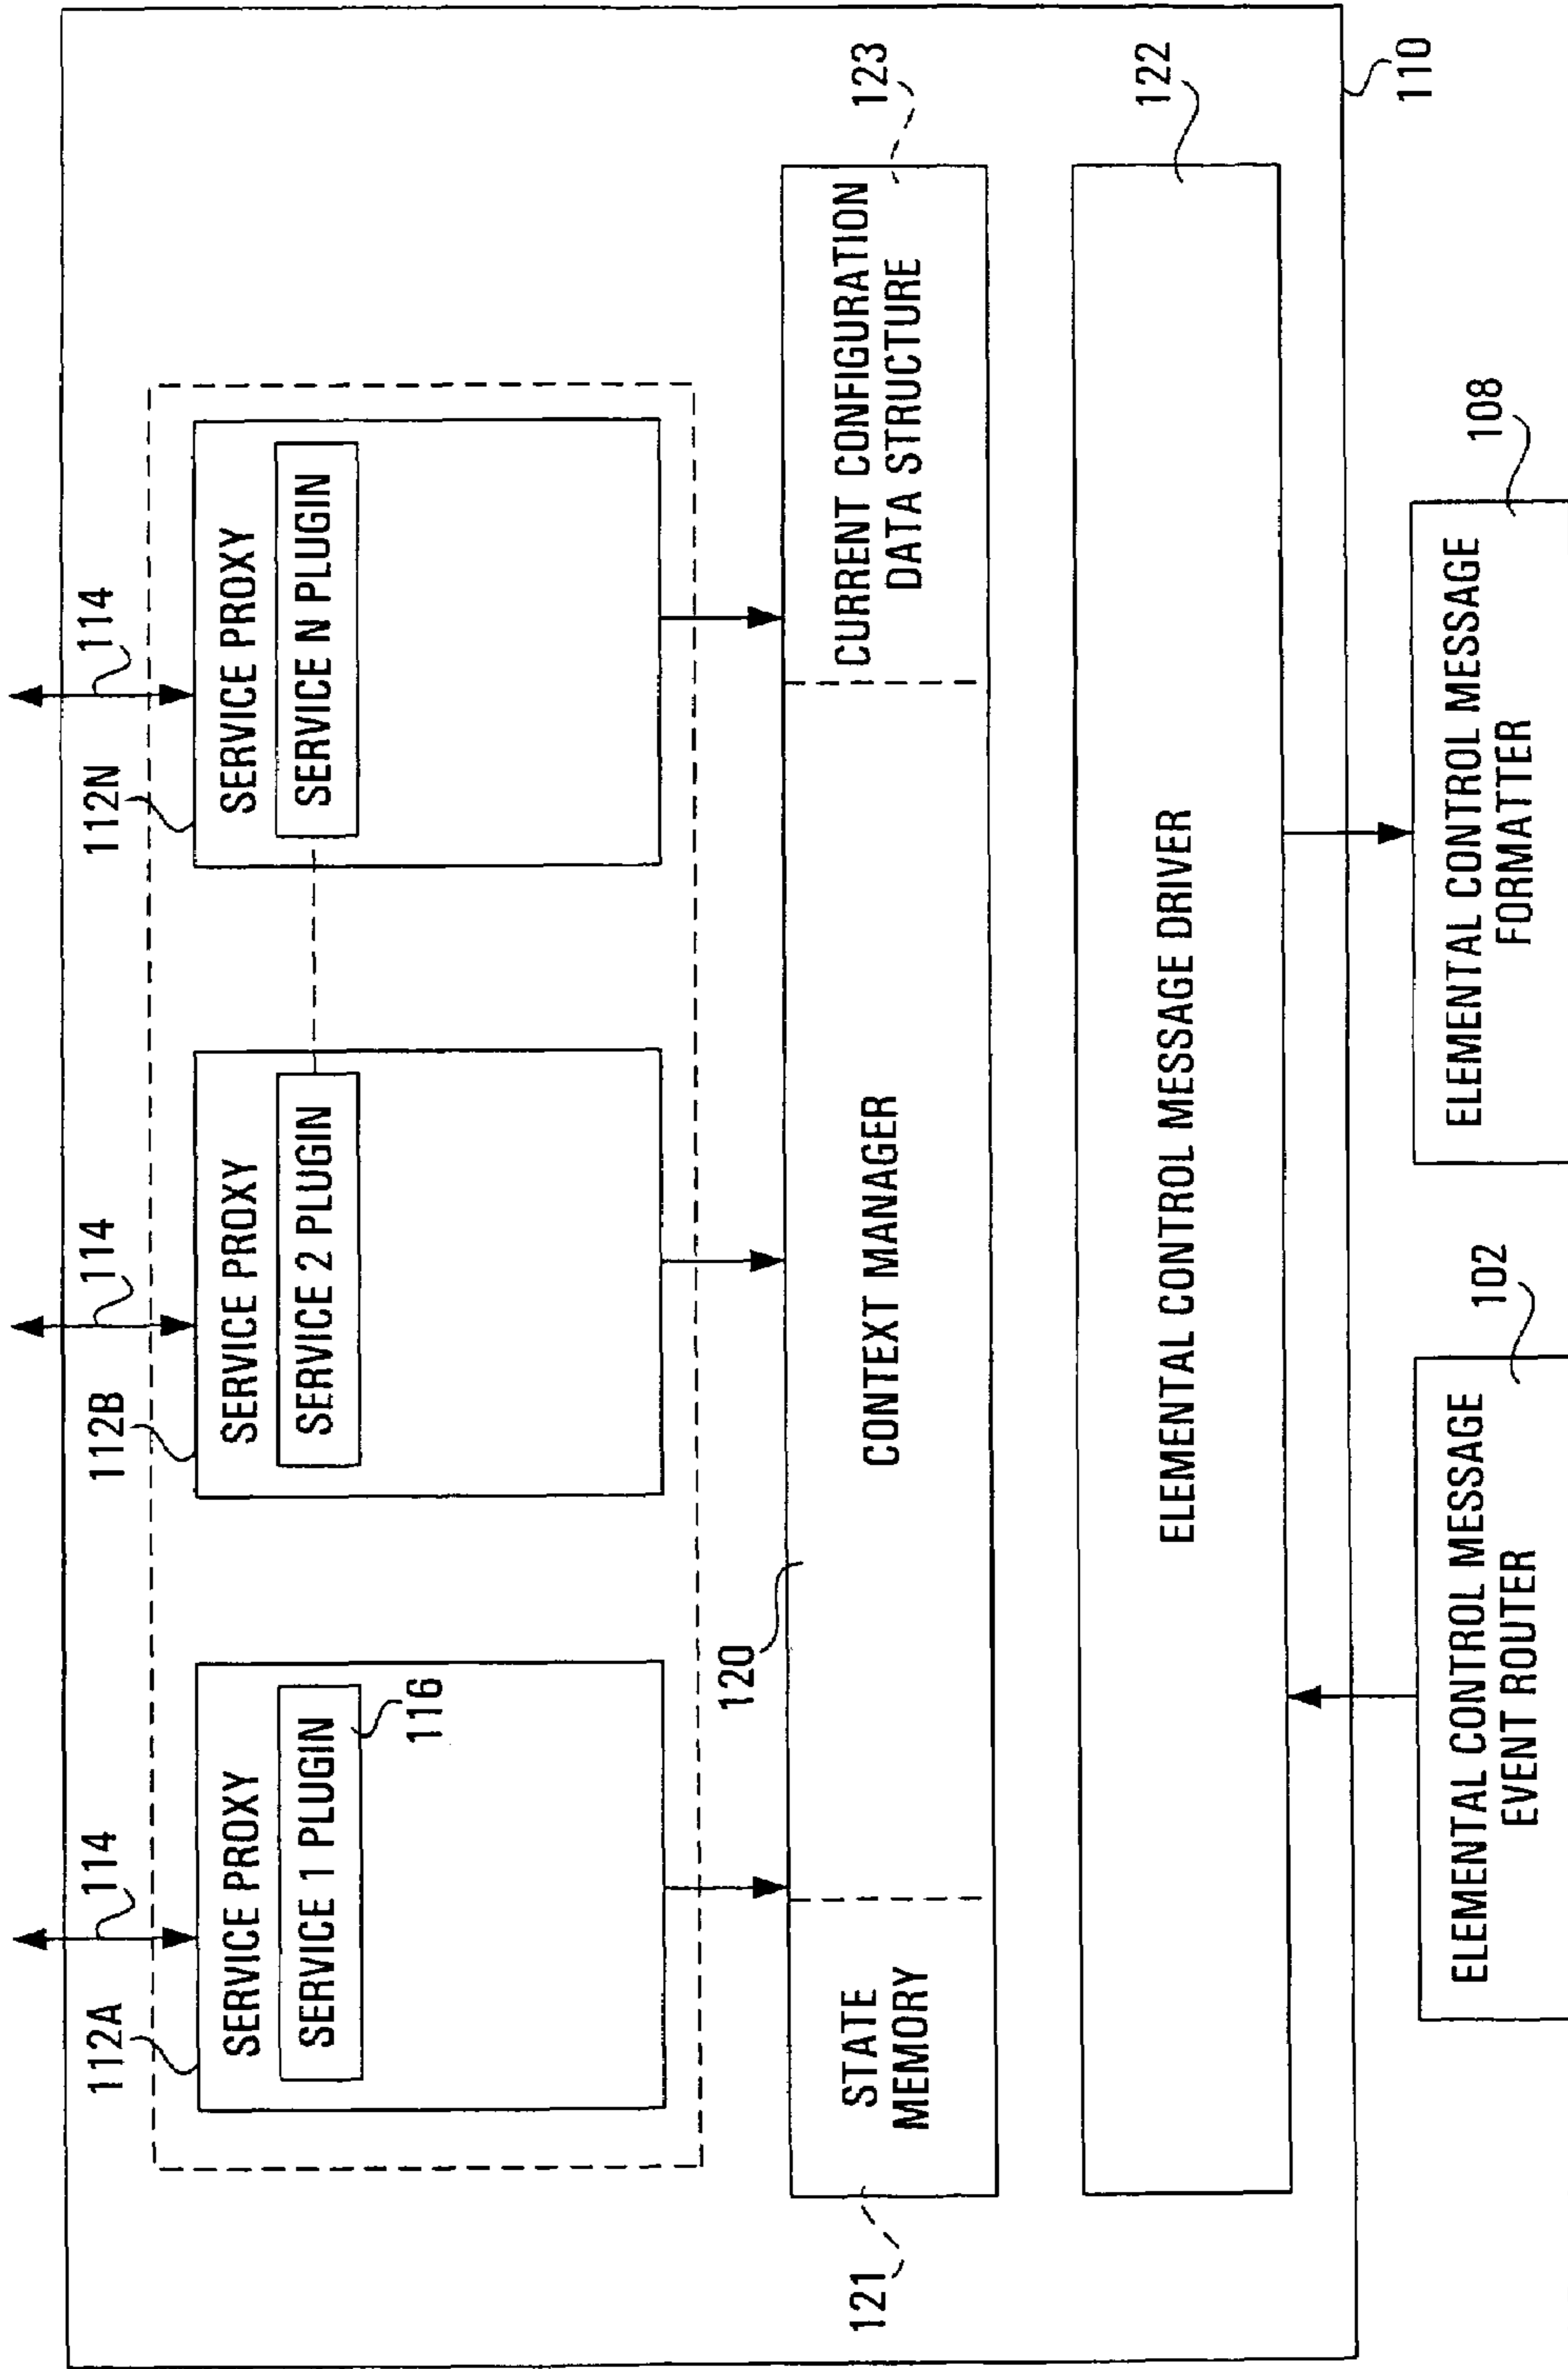 114
114
114
112A
112B
112N
SERVICE PROXY
SERVICE 1 PLUGIN
116
SERVICE PROXY
SERVICE 2 PLUGIN
SERVICE PROXY
SERVICE N PLUGIN
120
121
STATE
MEMORY
CONTEXT MANAGER
CURRENT CONFIGURATION
DATA STRUCTURE
123
ELEMENTAL CONTROL MESSAGE DRIVER
122
110
ELEMENTAL CONTROL MESSAGE
EVENT ROUTER
102
ELEMENTAL CONTROL MESSAGE
FORMATTER
108